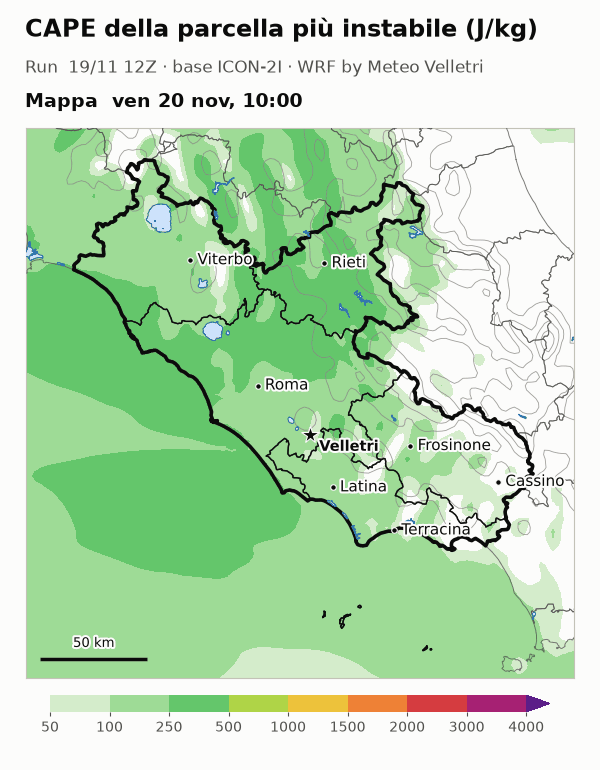 CAPE della parcella più instabile (J/kg)
Run  19/11 12Z · base ICON-2I · WRF by Meteo Velletri
Mappa  ven 20 nov, 10:00
Viterbo
Rieti
Roma
Velletri
Frosinone
Latina
Cassino
Terracina
50 km
50 100 250 500 1000 1500 2000 3000 4000